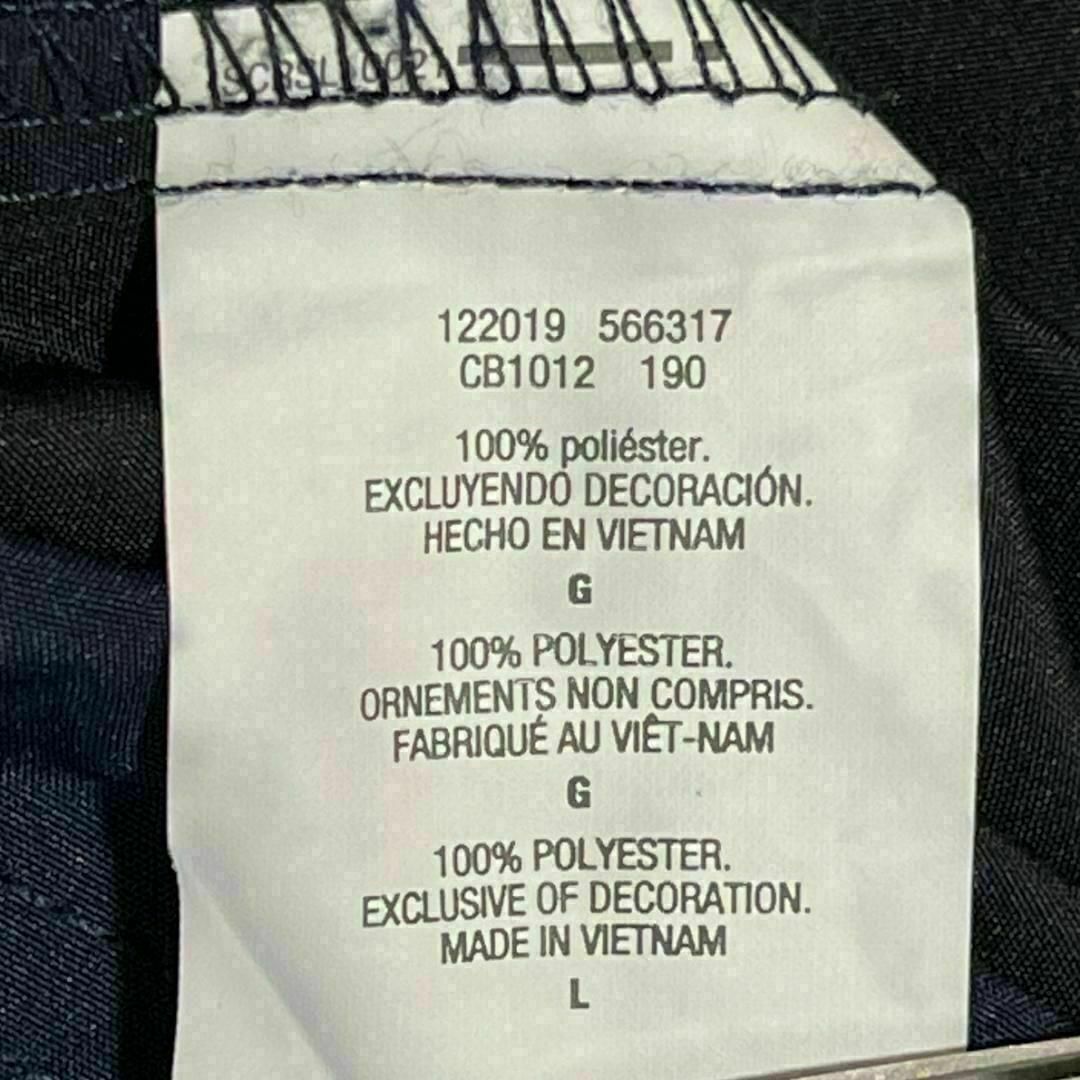 122019 566317
CB1012 190
100% poliéster.
EXCLUYENDO DECORACIÓN.
HECHO EN VIETNAM
G
100% POLYESTER.
ORNEMENTS NON COMPRIS.
FABRIQUÉ AU VIÊT-NAM
G
100% POLYESTER.
EXCLUSIVE OF DECORATION.
MADE IN VIETNAM
L